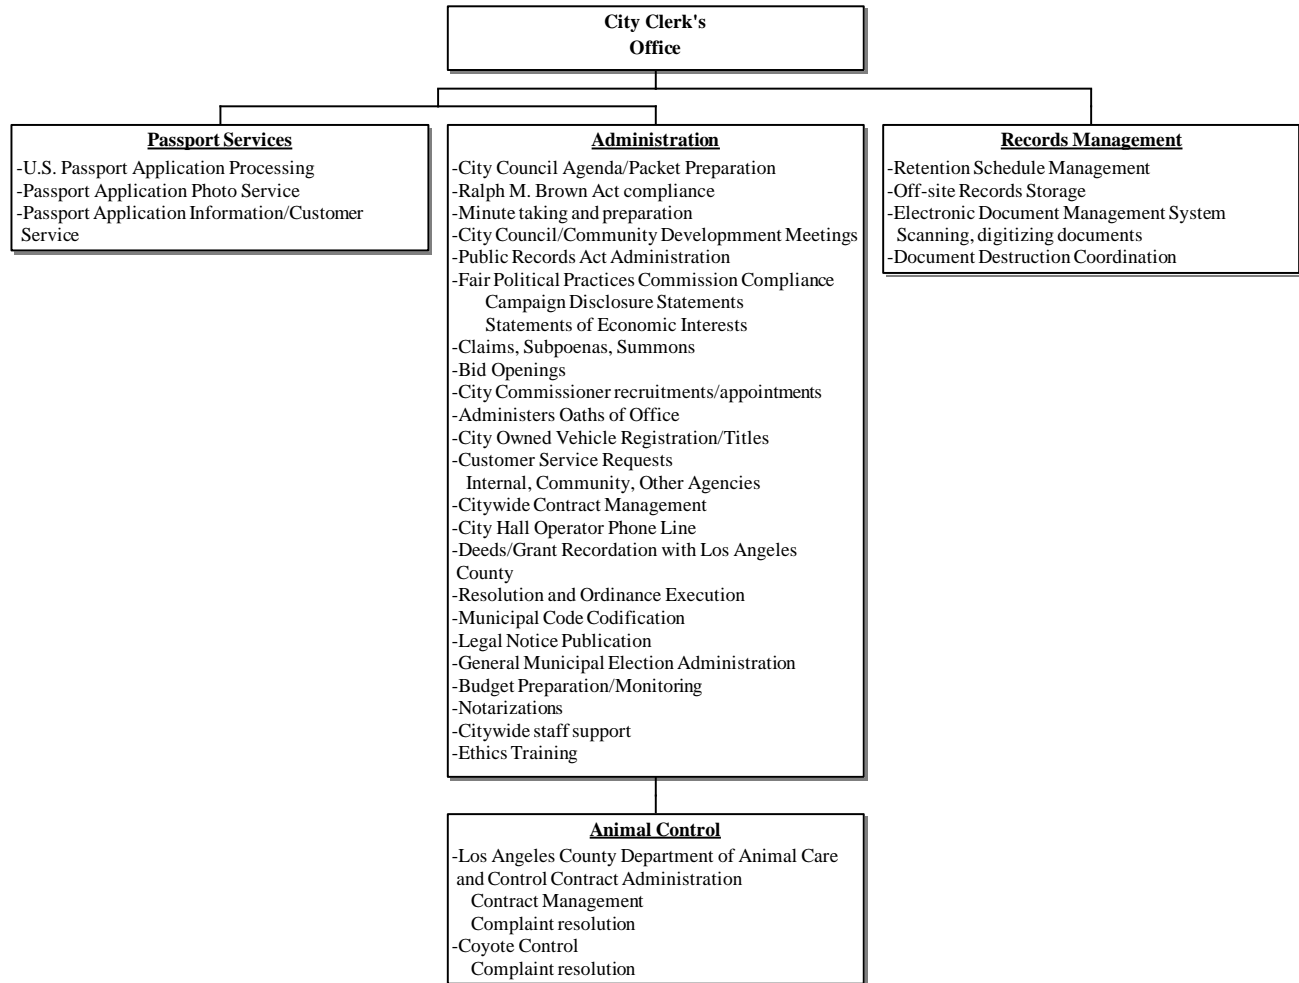 City Clerk's
Office
Passport Services
-U.S. Passport Application Processing
-Passport Application Photo Service
-Passport Application Information/Customer
Service
Administration
-City Council Agenda/Packet Preparation
-Ralph M. Brown Act compliance
-Minute taking and preparation
-City Council/Community Developmment Meetings
-Public Records Act Administration
-Fair Political Practices Commission Compliance
Campaign Disclosure Statements
Statements of Economic Interests
-Claims, Subpoenas, Summons
-Bid Openings
-City Commissioner recruitments/appointments
-Administers Oaths of Office
-City Owned Vehicle Registration/Titles
-Customer Service Requests
Internal, Community, Other Agencies
-Citywide Contract Management
-City Hall Operator Phone Line
-Deeds/Grant Recordation with Los Angeles
County
-Resolution and Ordinance Execution
-Municipal Code Codification
-Legal Notice Publication
-General Municipal Election Administration
-Budget Preparation/Monitoring
-Notarizations
-Citywide staff support
-Ethics Training
Records Management
-Retention Schedule Management
-Off-site Records Storage
-Electronic Document Management System
Scanning, digitizing documents
-Document Destruction Coordination
Animal Control
-Los Angeles County Department of Animal Care
and Control Contract Administration
Contract Management
Complaint resolution
-Coyote Control
Complaint resolution